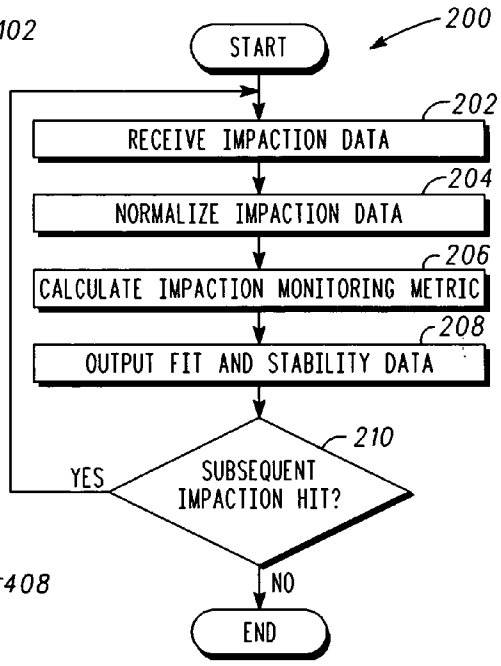 402
START
200
202
RECEIVE IMPACTION DATA
204
NORMALIZE IMPACTION DATA
206
CALCULATE IMPACTION MONITORING METRIC
208
OUTPUT FIT AND STABILITY DATA
210
YES
SUBSEQUENT
IMPACTION HIT?
408
NO
END